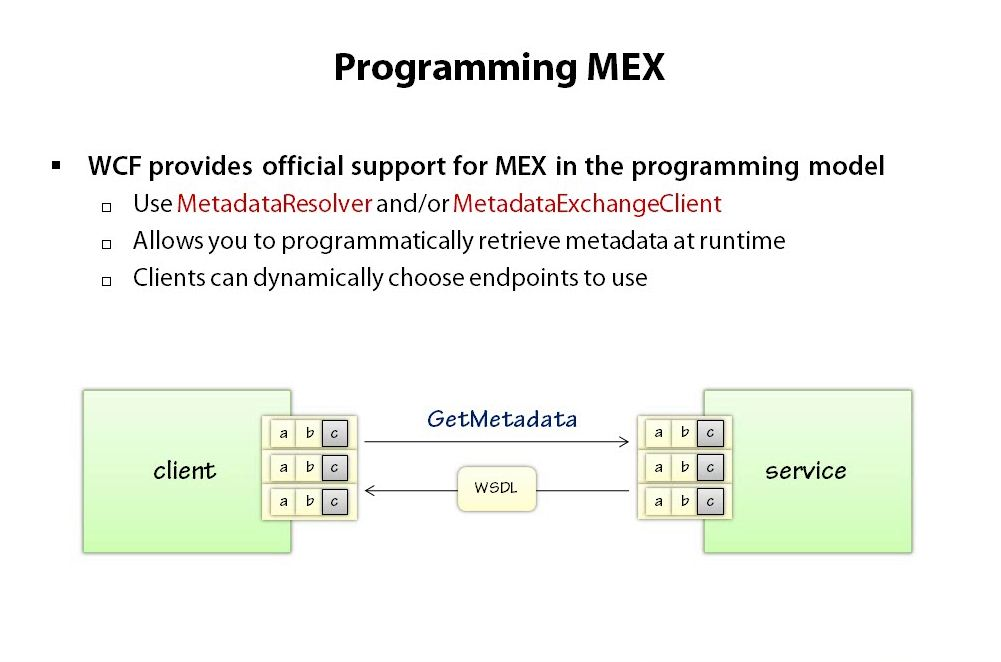 Programming MEX
WCF provides official support for MEX in the programming model
Use MetadataResolver and/or MetadataExchangeClient
Allows you to programmatically retrieve metadata at runtime
Clients can dynamically choose endpoints to use
client
a b c
a b c
a b c
GetMetadata
WSDL
a b c
a b c
a b c
service